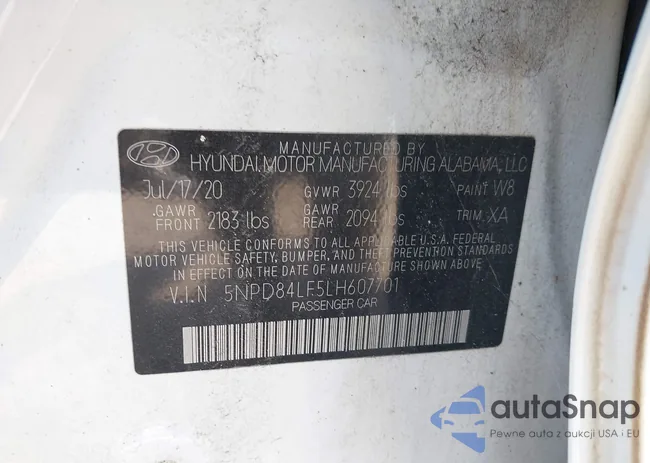 MANUFACTURED BY
HYUNDAI MOTOR MANUFACTURING ALABAMA, LLC
Jul/17/20 GVWR 3924 lbs PAINT W8
GAWR FRONT 2183 lbs GAWR REAR 2094 lbs TRIM XA
THIS VEHICLE CONFORMS TO ALL APPLICABLE U.S.A. FEDERAL
MOTOR VEHICLE SAFETY, BUMPER, AND THEFT PREVENTION STANDARDS
IN EFFECT ON THE DATE OF MANUFACTURE SHOWN ABOVE.
V.I.N 5NPD84LF5LH607701
PASSENGER CAR
autoSnap
Pewne auta z aukcji USA i EU